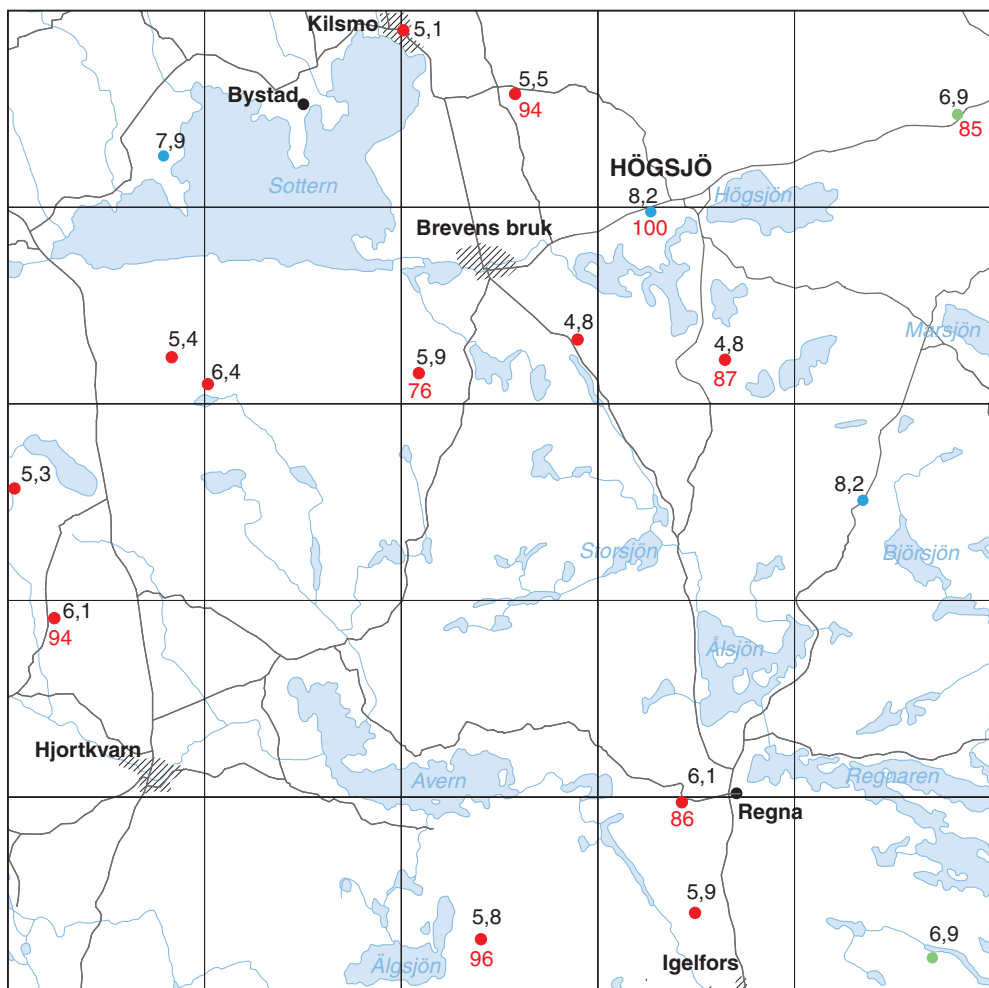 Kilsmo
5,1
Bystad
5,5
94
6,9
85
7,9
HÖGSJÖ
Sottern
8,2
Högsjön
100
Brevens bruk
4,8
Marsjön
5,4
5,9
4,8
6,4
76
87
5,3
8,2
Storsjön
Björsjön
6,1
94
Ålsjön
Hjortkvarn
Avern
6,1
Regnaren
86
Regna
5,9
5,8
6,9
96
Älgsjön
Igelfors